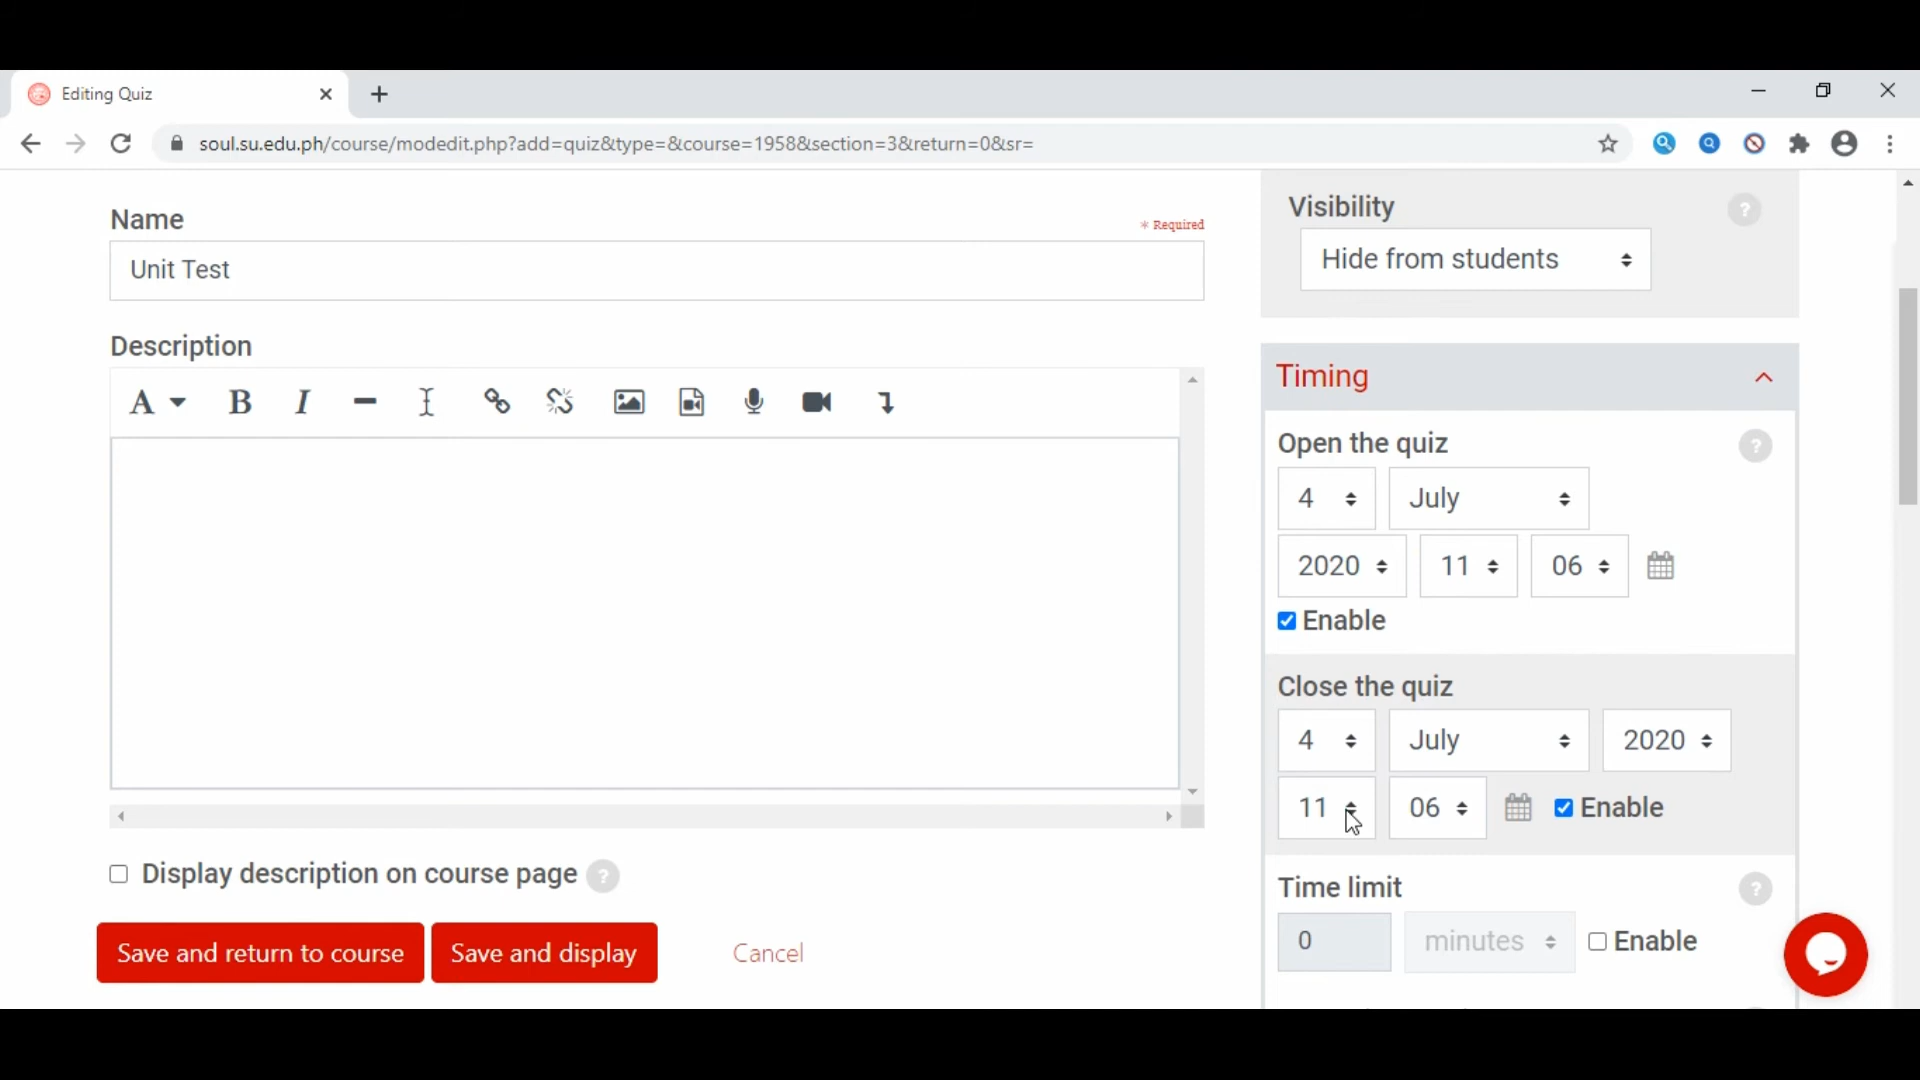 Editing Quiz
soul.su.edu.ph/course/modedit.php?add=quiz&type=&course=1958&section=3&return=0&sr=
Name
* Required
Unit Test
Description
A B I
Display description on course page ?
Save and return to course Save and display Cancel
Visibility ?
Hide from students
Timing
Open the quiz ?
4 July
2020 11 06
Enable
Close the quiz
4 July 2020
11 06 Enable
Time limit ?
0 minutes Enable